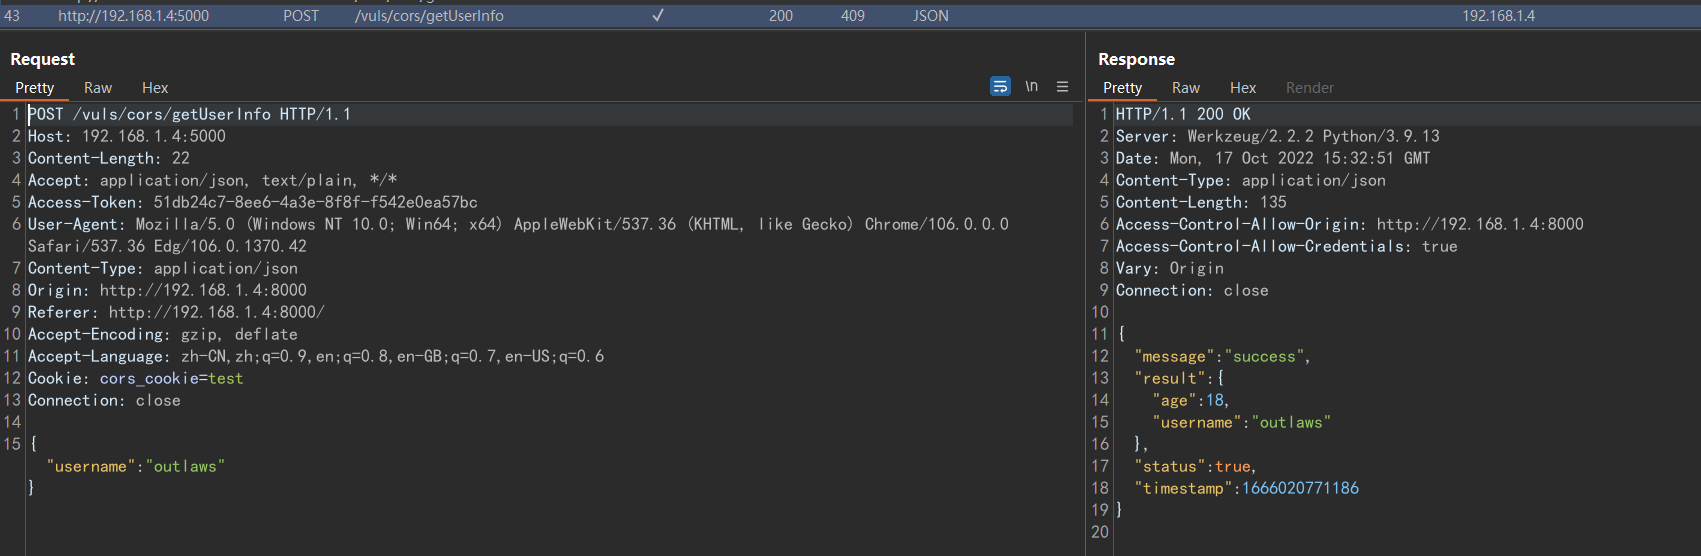 43 http://192.168.1.4:5000 POST /vuls/cors/getUserInfo ✓ 200 409 JSON 192.168.1.4
Request
Pretty Raw Hex \n
1 POST /vuls/cors/getUserInfo HTTP/1.1
2 Host: 192.168.1.4:5000
3 Content-Length: 22
4 Accept: application/json, text/plain, */*
5 Access-Token: 51db24c7-8ee6-4a3e-8f8f-f542e0ea57bc
6 User-Agent: Mozilla/5.0 (Windows NT 10.0; Win64; x64) AppleWebKit/537.36 (KHTML, like Gecko) Chrome/106.0.0.0
Safari/537.36 Edg/106.0.1370.42
7 Content-Type: application/json
8 Origin: http://192.168.1.4:8000
9 Referer: http://192.168.1.4:8000/
10 Accept-Encoding: gzip, deflate
11 Accept-Language: zh-CN,zh;q=0.9,en;q=0.8,en-GB;q=0.7,en-US;q=0.6
12 Cookie: cors_cookie=test
13 Connection: close
14
15 {
"username":"outlaws"
}
Response
Pretty Raw Hex Render
1 HTTP/1.1 200 OK
2 Server: Werkzeug/2.2.2 Python/3.9.13
3 Date: Mon, 17 Oct 2022 15:32:51 GMT
4 Content-Type: application/json
5 Content-Length: 135
6 Access-Control-Allow-Origin: http://192.168.1.4:8000
7 Access-Control-Allow-Credentials: true
8 Vary: Origin
9 Connection: close
10
11 {
12 "message":"success",
13 "result":{
14 "age":18,
15 "username":"outlaws"
16 },
17 "status":true,
18 "timestamp":1666020771186
19 }
20